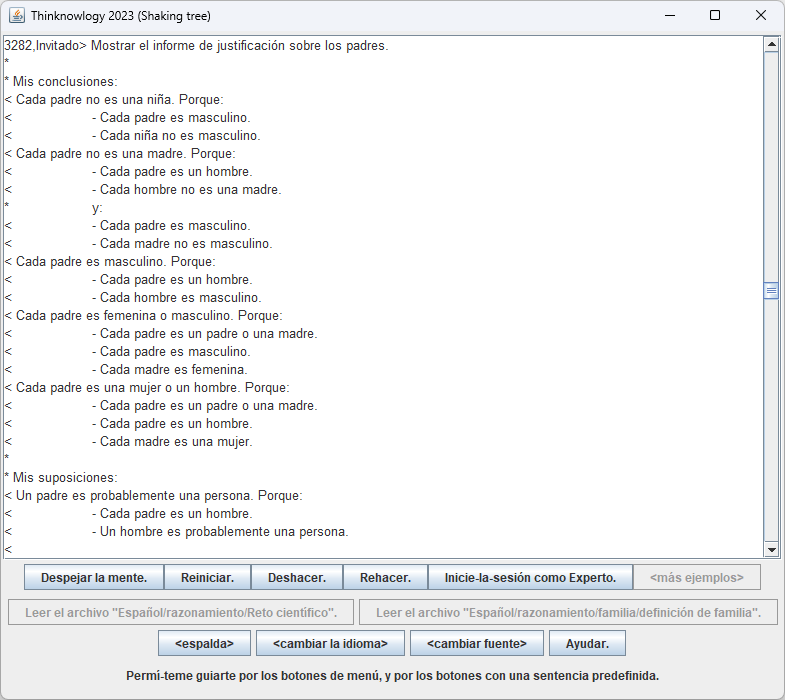 Thinknowlogy 2023 (Shaking tree)
3282,Invitado> Mostrar el informe de justificación sobre los padres.
*
* Mis conclusiones:
< Cada padre no es una niña. Porque:
< - Cada padre es masculino.
< - Cada niña no es masculino.
< Cada padre no es una madre. Porque:
< - Cada padre es un hombre.
< - Cada hombre no es una madre.
* y:
< - Cada padre es masculino.
< - Cada madre no es masculino.
< Cada padre es masculino. Porque:
< - Cada padre es un hombre.
< - Cada hombre es masculino.
< Cada padre es femenina o masculino. Porque:
< - Cada padre es un padre o una madre.
< - Cada padre es masculino.
< - Cada madre es femenina.
< Cada padre es una mujer o un hombre. Porque:
< - Cada padre es un padre o una madre.
< - Cada padre es un hombre.
< - Cada madre es una mujer.
*
* Mis suposiciones:
< Un padre es probablemente una persona. Porque:
< - Cada padre es un hombre.
< - Un hombre es probablemente una persona.
<
Despejar la mente. Reiniciar. Deshacer. Rehacer. Inicie-la-sesión como Experto. <más ejemplos>
Leer el archivo "Español/razonamiento/Reto científico". Leer el archivo "Español/razonamiento/familia/definición de familia".
<espalda> <cambiar la idioma> <cambiar fuente> Ayudar.
Permí-teme guiarte por los botones de menú, y por los botones con una sentencia predefinida.